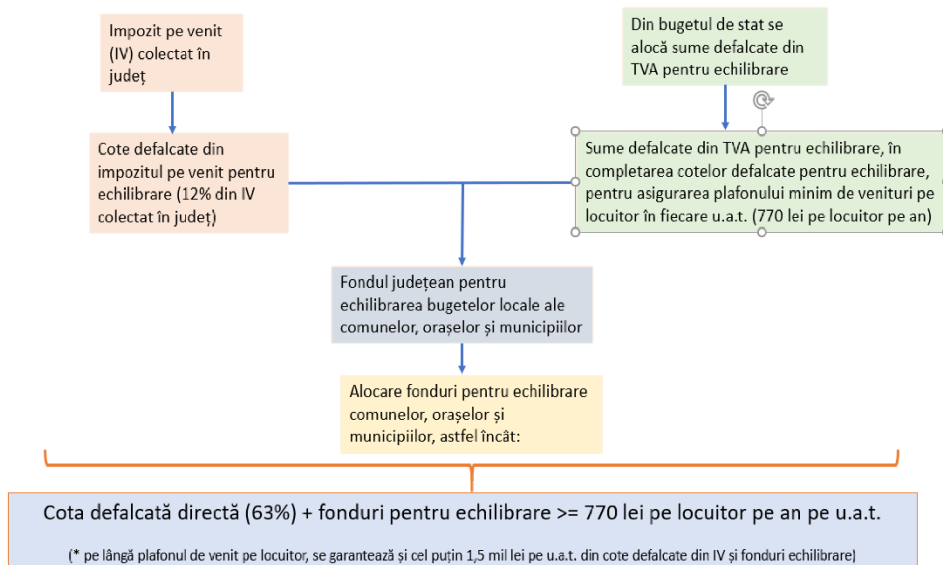 Impozit pe venit
(IV) colectat în
județ
Din bugetul de stat se
alocă sume defalcate din
TVA pentru echilibrare
Cote defalcate din
impozitul pe venit pentru
echilibrare (12% din IV
colectat în județ)
Sume defalcate din TVA pentru echilibrare, în
completarea cotelor defalcate pentru echilibrare,
pentru asigurarea plafonului minim de venituri pe
locuitor în fiecare u.a.t. (770 lei pe locuitor pe an)
Fondul județean pentru
echilibrarea bugetelor locale ale
comunelor, orașelor și municipiilor
Alocare fonduri pentru echilibrare
comunelor, orașelor și
municipiilor, astfel încât:
Cota defalcată directă (63%) + fonduri pentru echilibrare >= 770 lei pe locuitor pe an pe u.a.t.
(* pe lângă plafonul de venit pe locuitor, se garantează și cel puțin 1,5 mil lei pe u.a.t. din cote defalcate din IV și fonduri echilibrare)